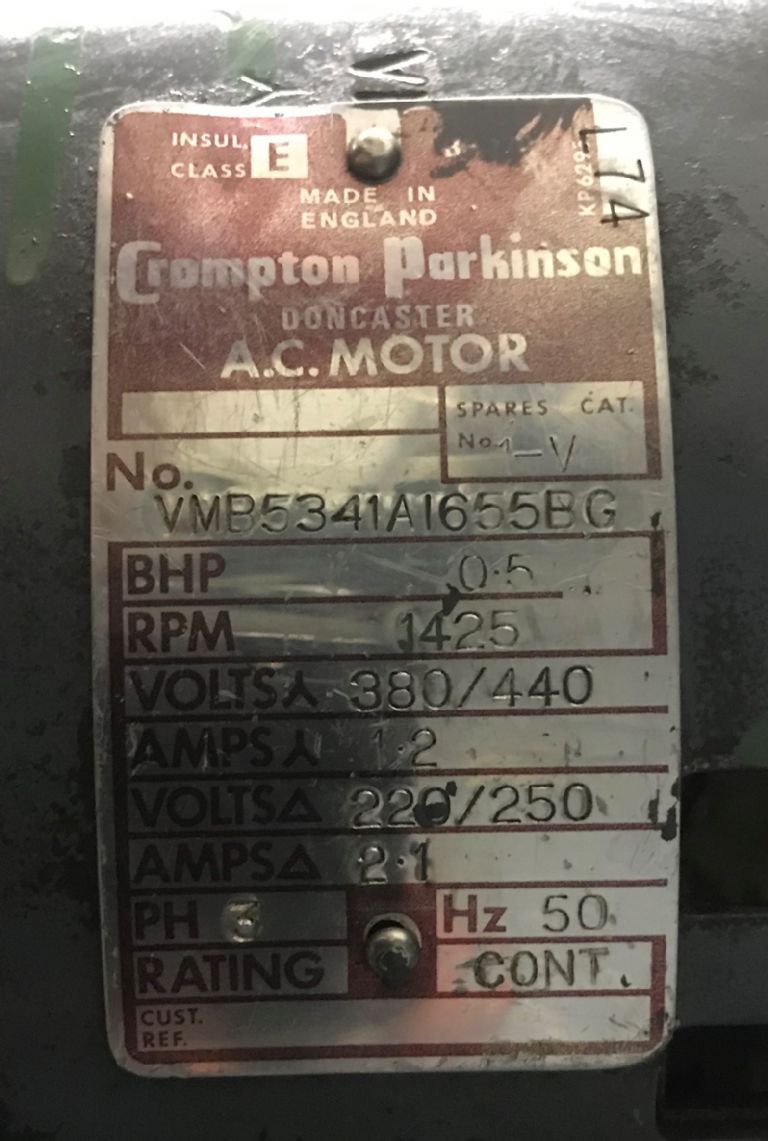 INSUL.
CLASS E
MADE IN
ENGLAND
KP6295
L74
Crompton Parkinson
DONCASTER
A.C. MOTOR
SPARES CAT.
No. 1-V
No.
VMB5341A1655BG
BHP 0.5
RPM 1425
VOLTS⅄ 380/440
AMPS⅄ 1.2
VOLTS△ 220/250
AMPS△ 2.1
PH 3 Hz 50
RATING CONT.
CUST.
REF.